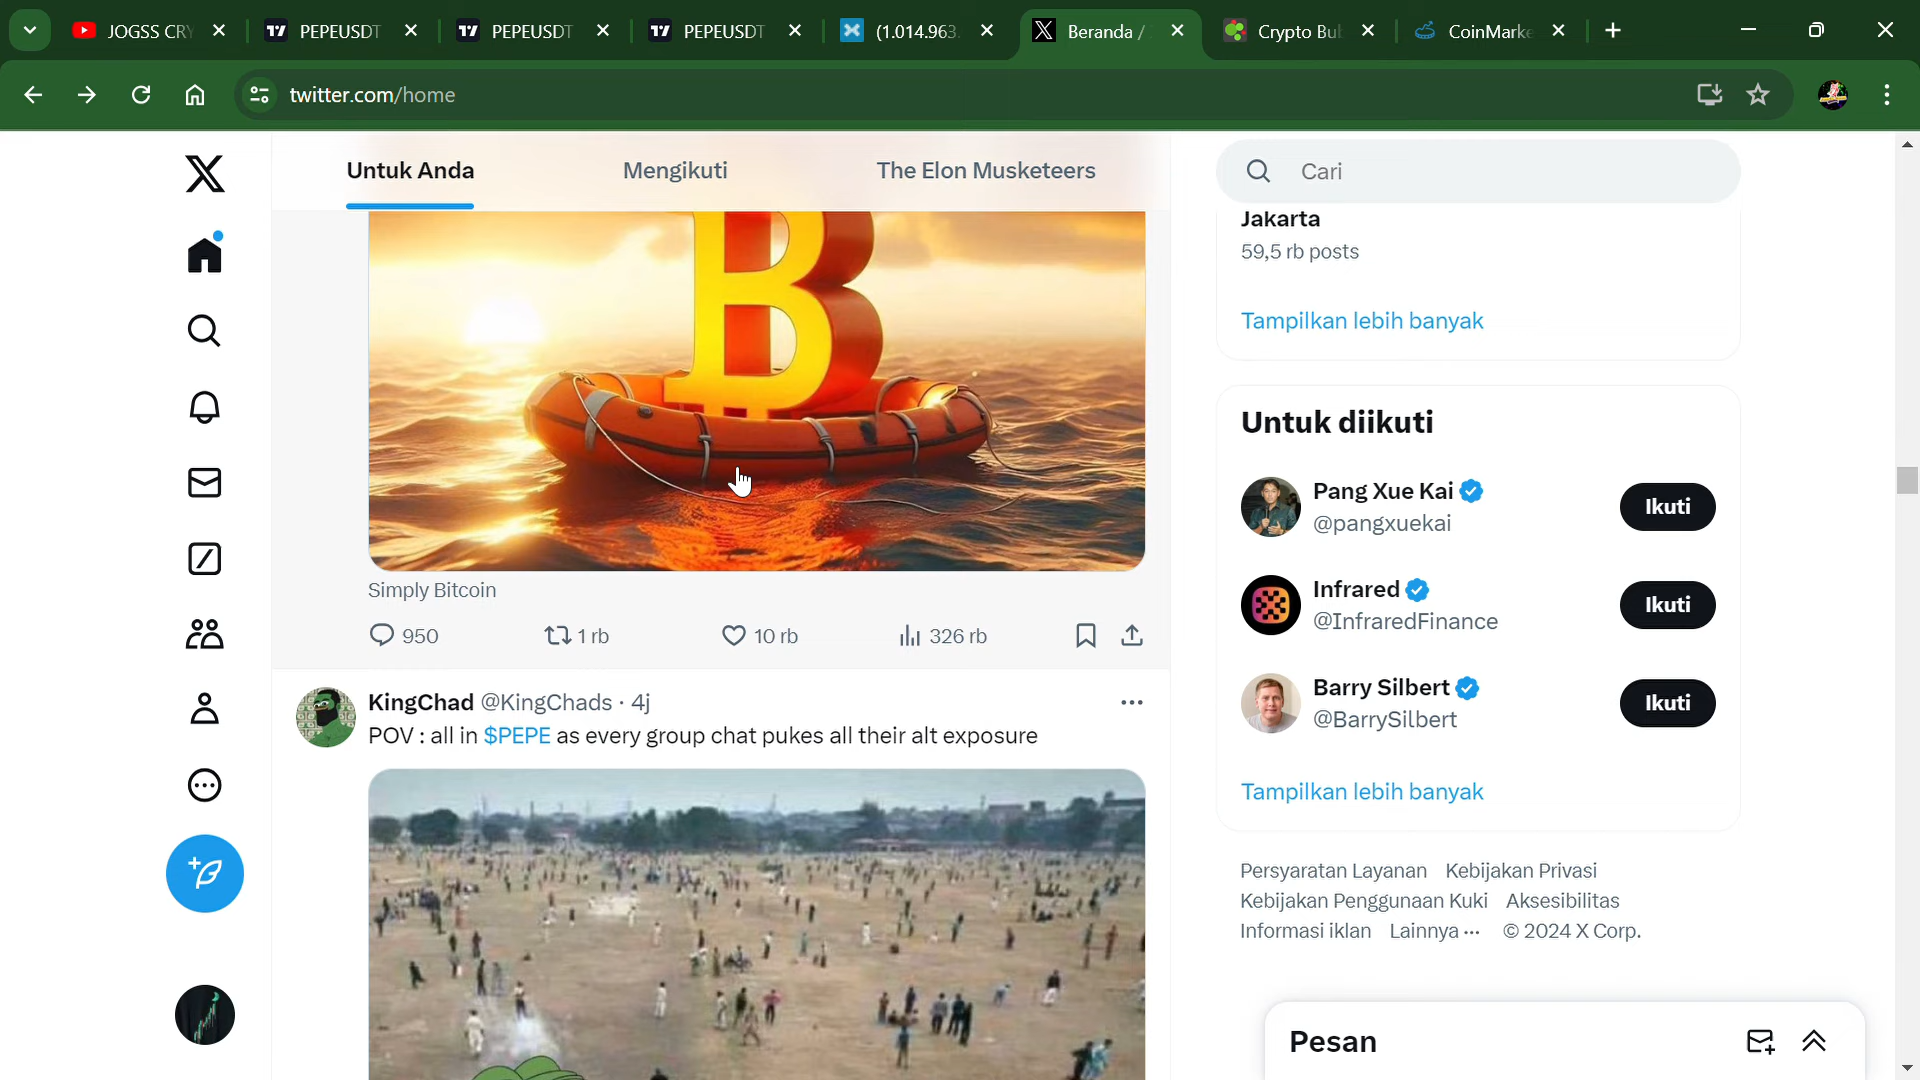 JOGSS CRY
PEPEUSDT
PEPEUSDT
PEPEUSDT
(1.014.963.
Beranda /
Crypto Bu
CoinMarke
twitter.com/home
Untuk Anda
Mengikuti
The Elon Musketeers
B
Simply Bitcoin
950
1 rb
10 rb
326 rb
KingChad @KingChads · 4j
POV : all in $PEPE as every group chat pukes all their alt exposure
Cari
Jakarta
59,5 rb posts
Tampilkan lebih banyak
Untuk diikuti
Pang Xue Kai
@pangxuekai
Ikuti
Infrared
@InfraredFinance
Ikuti
Barry Silbert
@BarrySilbert
Ikuti
Tampilkan lebih banyak
Persyaratan Layanan Kebijakan Privasi
Kebijakan Penggunaan Kuki Aksesibilitas
Informasi iklan Lainnya ··· © 2024 X Corp.
Pesan